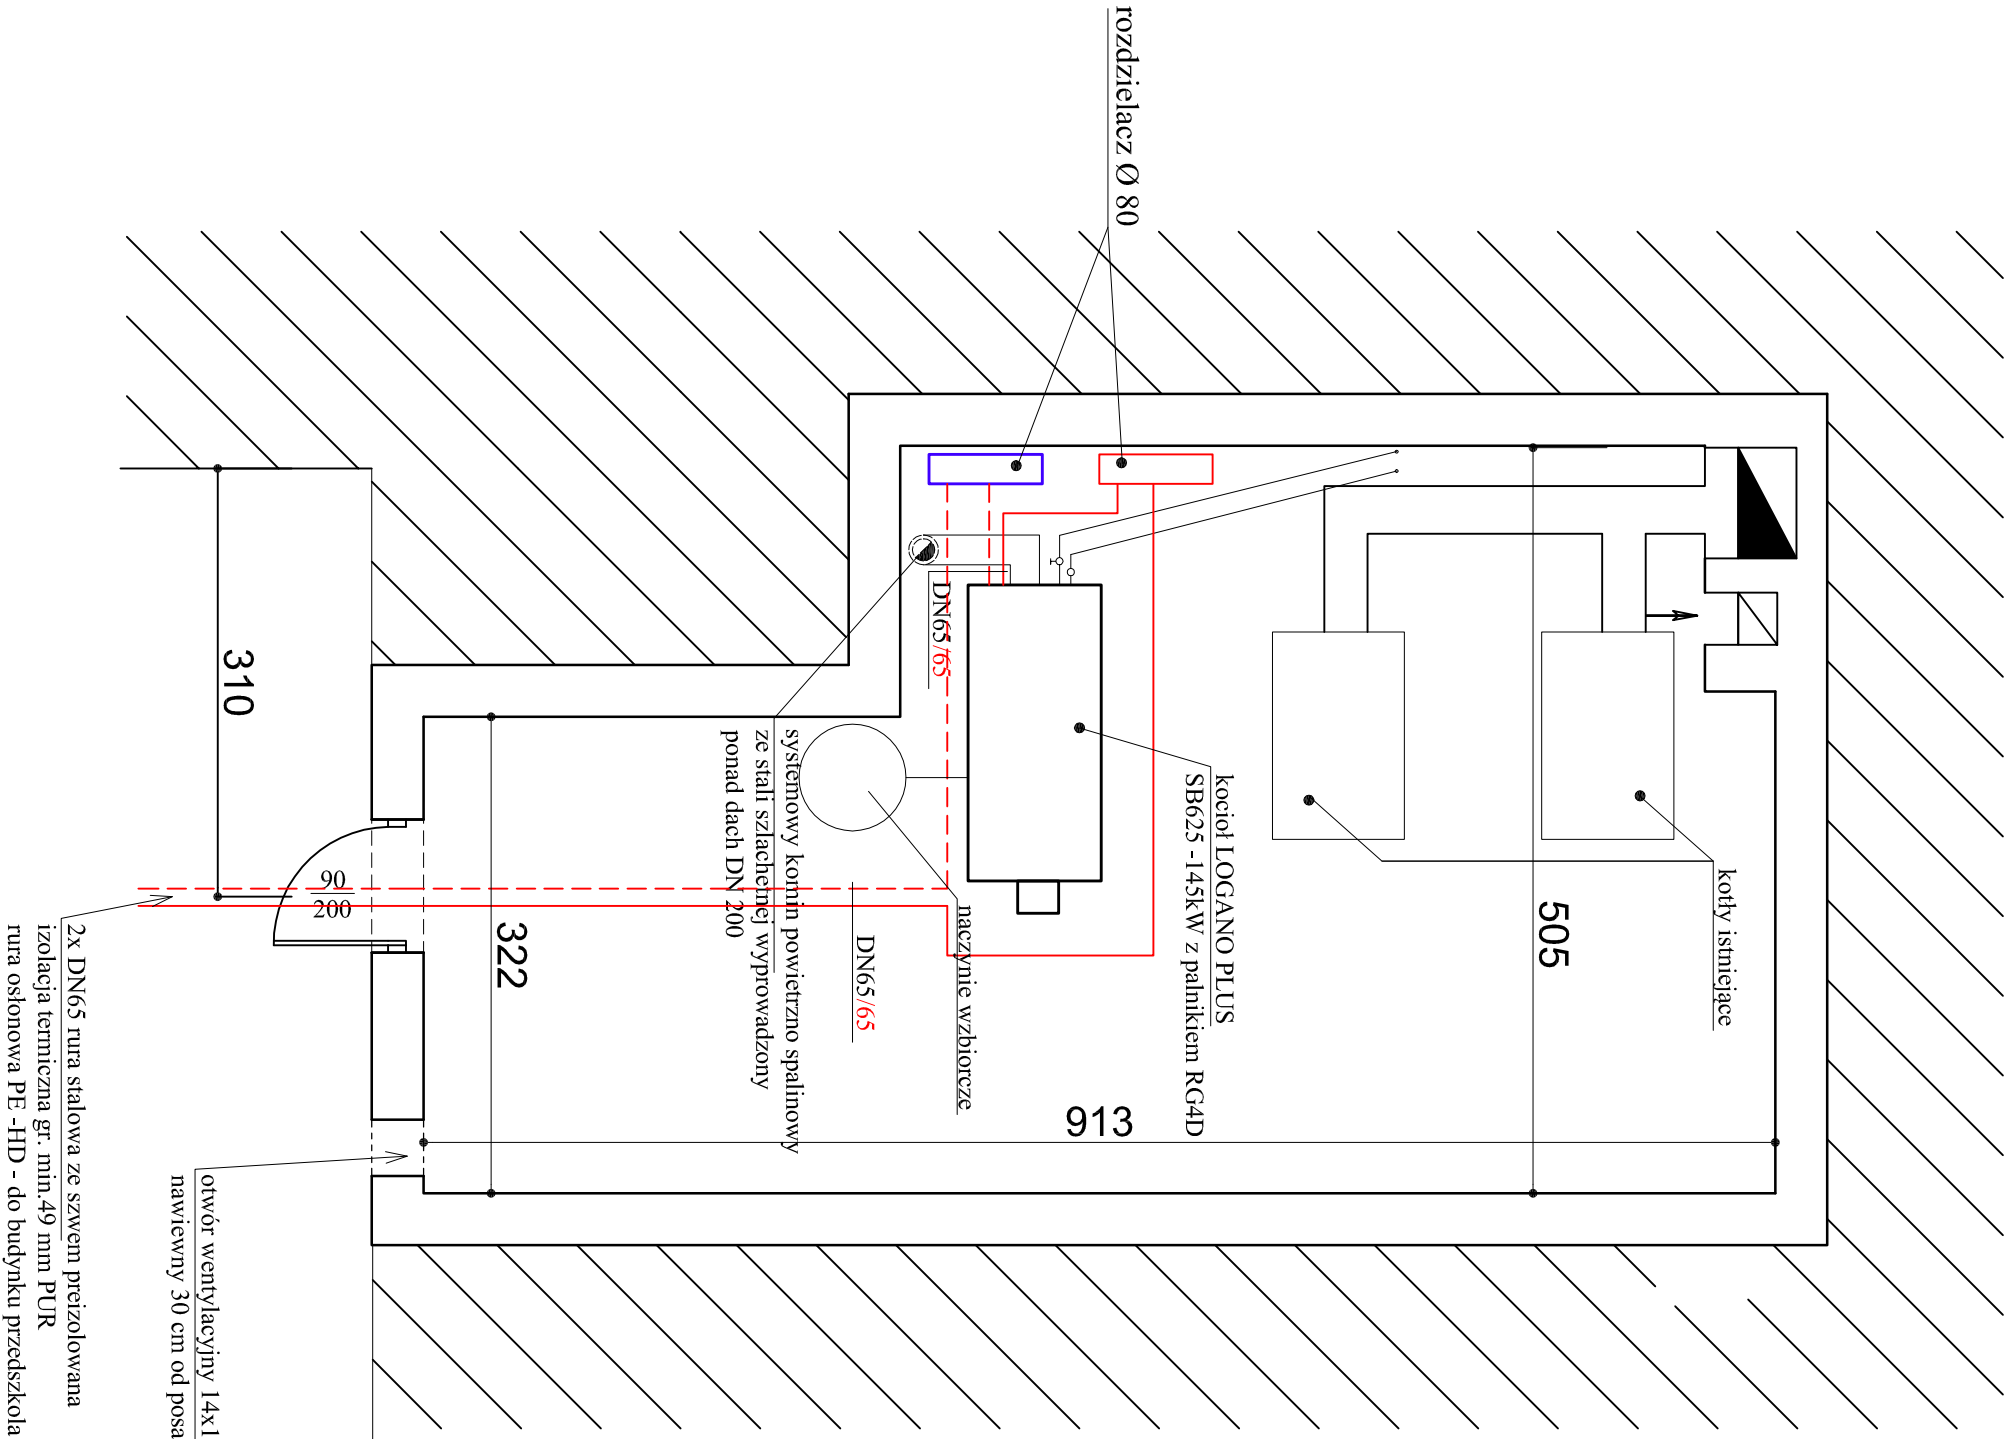 rozdzielacz Ø 80
kotły istniejące
505
kocioł LOGANO PLUS
SB625 -145kW z palnikiem RG4D
913
naczynie wzbiorcze
DN65/65
DN65/65
systemowy komin powietrzno spalinowy
ze stali szlachetnej wyprowadzony
ponad dach DN 200
322
90
200
310
otwór wentylacyjny 14x1
nawiewny 30 cm od posa
2x DN65 rura stalowa ze szwem preizolowana
izolacja termiczna gr. min.49 mm PUR
rura osłonowa PE -HD - do budynku przedszkola